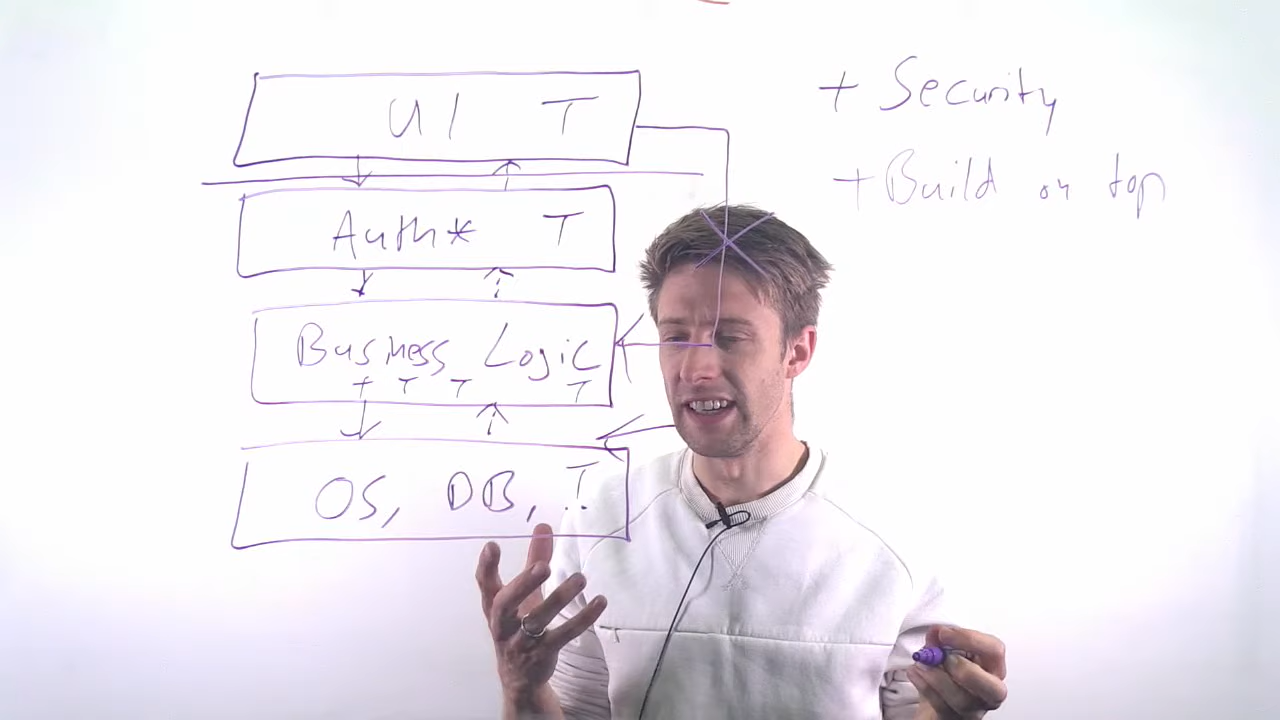 UI T
Auth* T
Business Logic
+ T T T
OS, DB, T
+ Security
+ Build on top